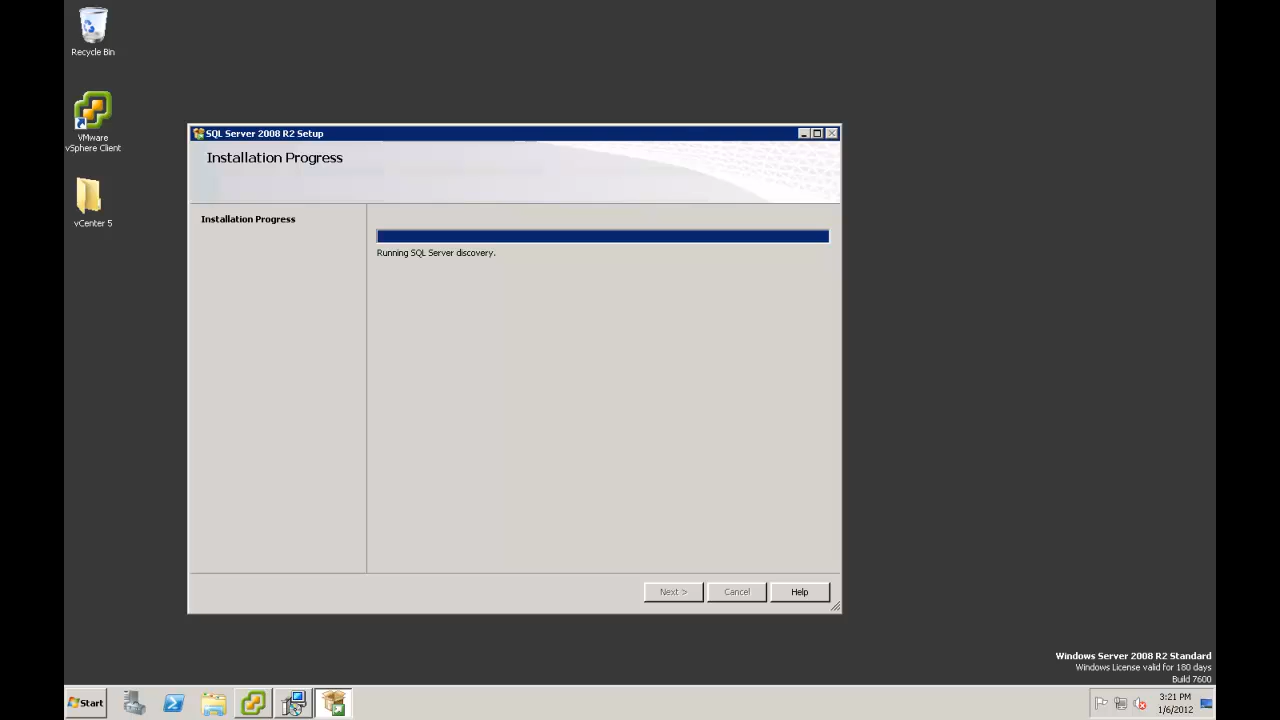 Recycle Bin
VMware
vSphere Client
vCenter 5
SQL Server 2008 R2 Setup
Installation Progress
Installation Progress
Running SQL Server discovery.
Next >
Cancel
Help
Windows Server 2008 R2 Standard
Windows License valid for 180 days
Build 7600
Start
3:21 PM
1/6/2012